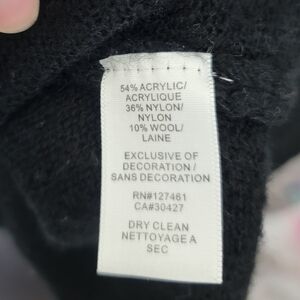 54% ACRYLIC/
ACRYLIQUE
36% NYLON/
NYLON
10% WOOL/
LAINE
EXCLUSIVE OF
DECORATION /
SANS DECORATION
RN#127461
CA#30427
DRY CLEAN
NETTOYAGE A
SEC